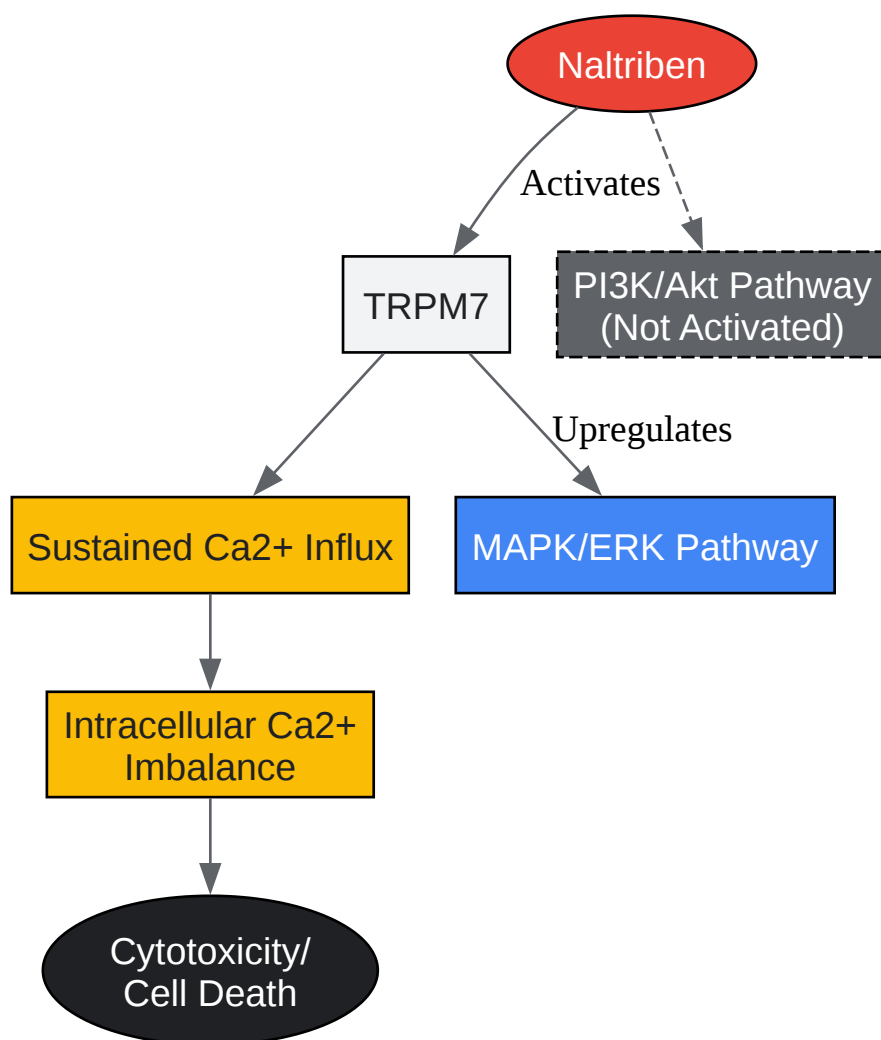 Naltriben
Activates
TRPM7
PI3K/Akt Pathway
(Not Activated)
Upregulates
Sustained Ca2+ Influx
MAPK/ERK Pathway
Intracellular Ca2+
Imbalance
Cytotoxicity/
Cell Death